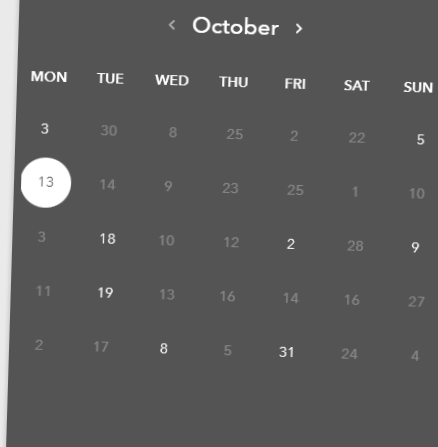 ‹ October ›
MON TUE WED THU FRI SAT SUN
3 30 8 25 2 22 5
13 14 9 23 25 1 10
3 18 10 12 2 28 9
11 19 13 16 14 16 27
2 17 8 5 31 24 4